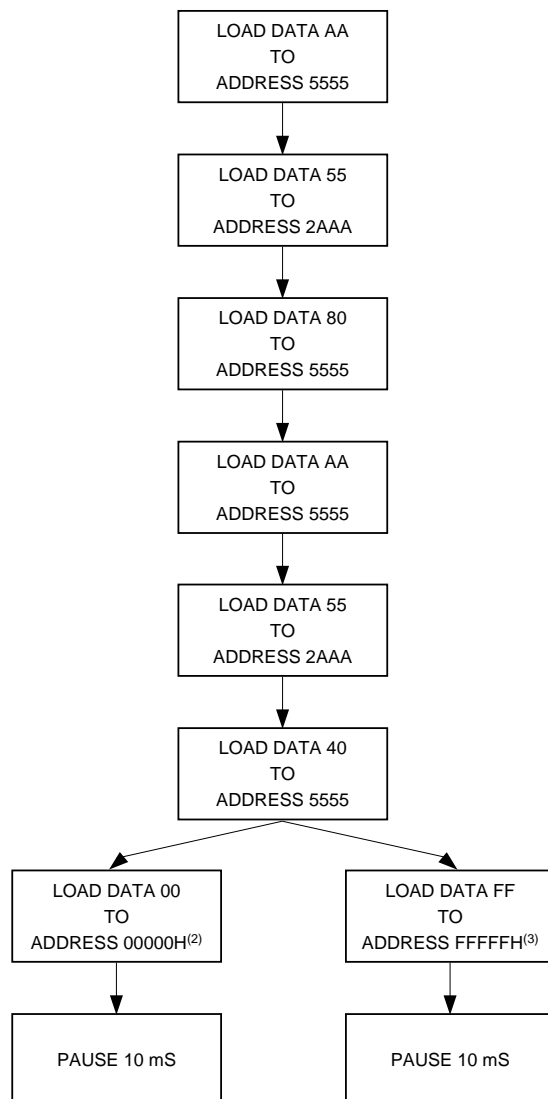 LOAD DATA AA
TO
ADDRESS 5555
LOAD DATA 55
TO
ADDRESS 2AAA
LOAD DATA 80
TO
ADDRESS 5555
LOAD DATA AA
TO
ADDRESS 5555
LOAD DATA 55
TO
ADDRESS 2AAA
LOAD DATA 40
TO
ADDRESS 5555
LOAD DATA 00
TO
ADDRESS 00000H(2)
PAUSE 10 mS
LOAD DATA FF
TO
ADDRESS FFFFFH(3)
PAUSE 10 mS